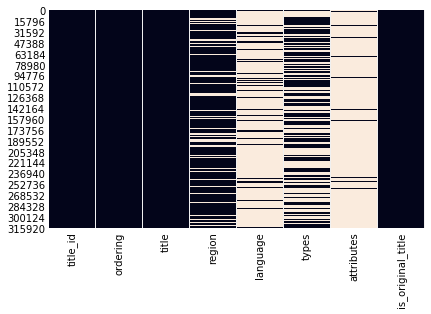 0
15796
31592
47388
63184
78980
94776
110572
126368
142164
157960
173756
189552
205348
221144
236940
252736
268532
284328
300124
315920
title_id
ordering
title
region
language
types
attributes
is_original_title